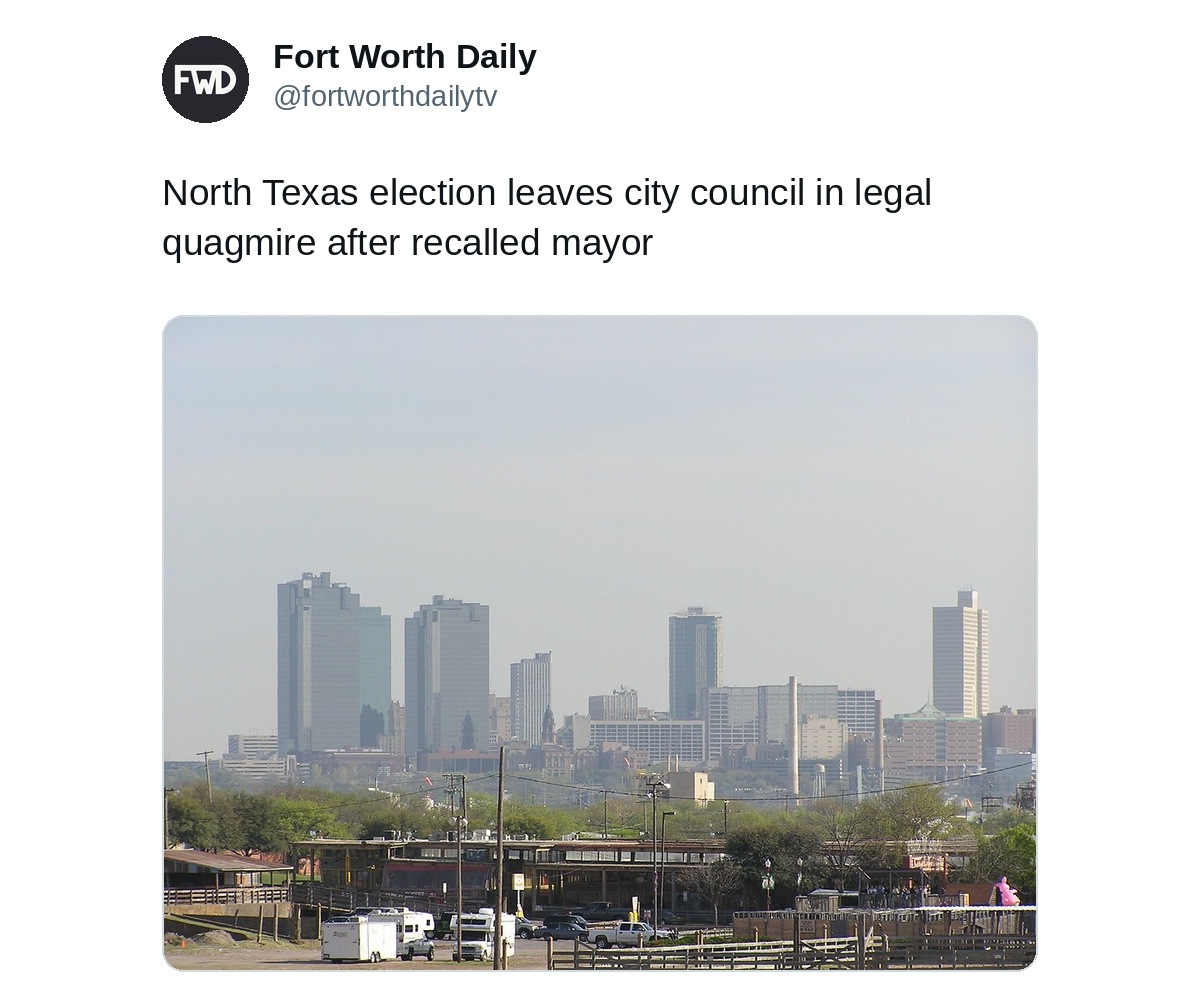 FWD
Fort Worth Daily
@fortworthdailytv
North Texas election leaves city council in legal
quagmire after recalled mayor